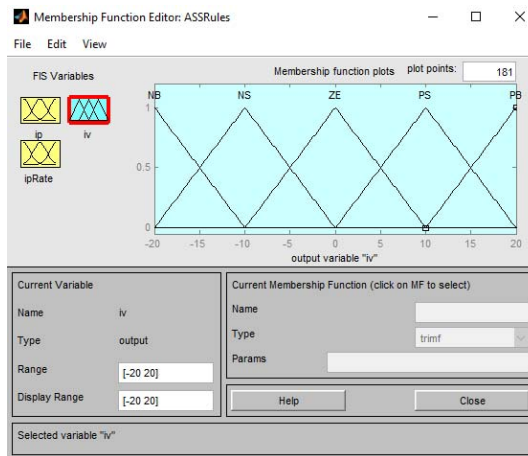 Membership Function Editor: ASSRules
File Edit View
FIS Variables
ip
iv
ipRate
Membership function plots
plot points:
181
NB NS ZE PS PB
1
0.5
0
-20 -15 -10 -5 0 5 10 15 20
output variable "iv"
Current Variable
Name iv
Type output
Range [-20 20]
Display Range [-20 20]
Current Membership Function (click on MF to select)
Name
Type trimf
Params
Help Close
Selected variable "iv"